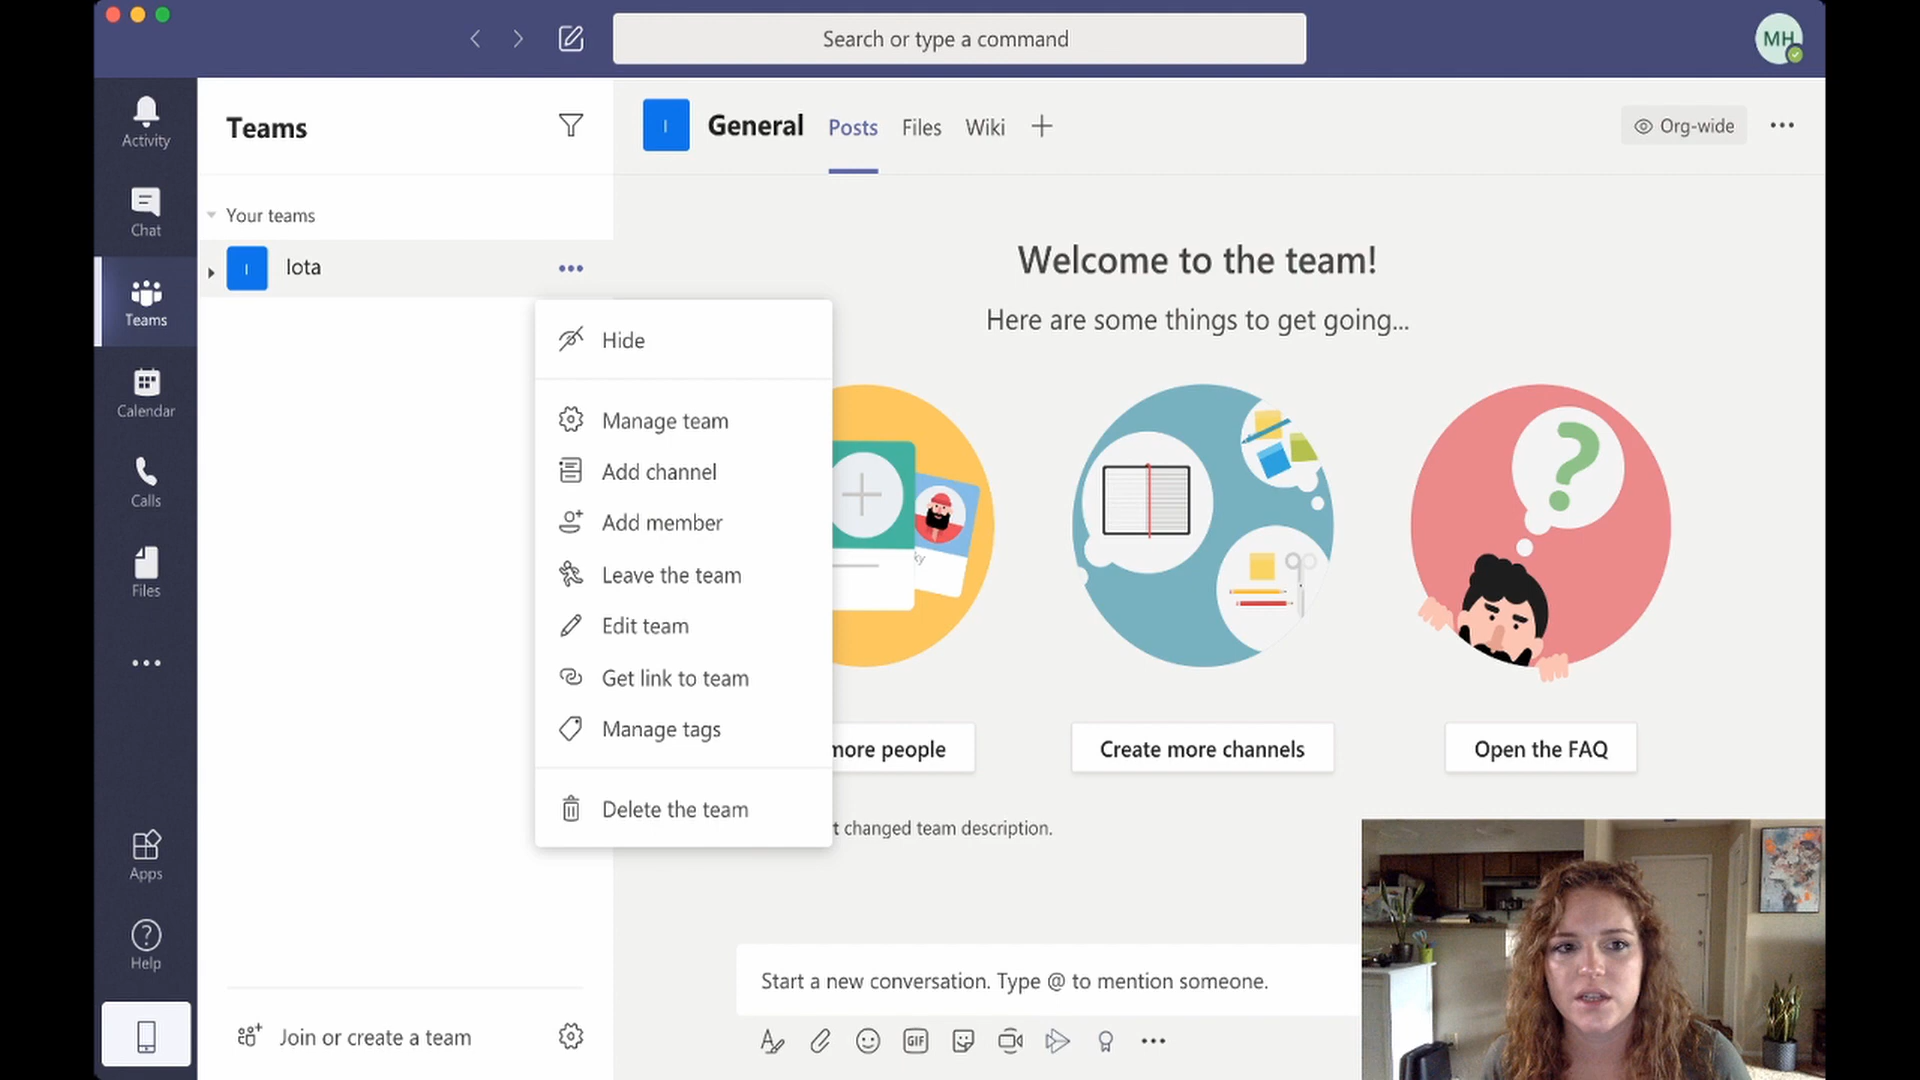 Search or type a command
MH
Activity
Chat
Teams
Calendar
Calls
Files
Apps
Help
Teams
Your teams
I
Iota
Join or create a team
I
General
Posts
Files
Wiki
Org-wide
Hide
Manage team
Add channel
Add member
Leave the team
Edit team
Get link to team
Manage tags
Delete the team
Welcome to the team!
Here are some things to get going...
more people
Create more channels
Open the FAQ
t changed team description.
Start a new conversation. Type @ to mention someone.
GIF